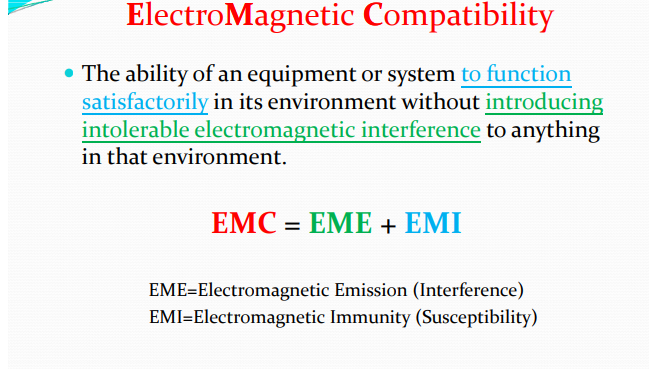 ElectroMagnetic Compatibility
• The ability of an equipment or system to function
satisfactorily in its environment without introducing
intolerable electromagnetic interference to anything
in that environment.
EMC = EME + EMI
EME=Electromagnetic Emission (Interference)
EMI=Electromagnetic Immunity (Susceptibility)